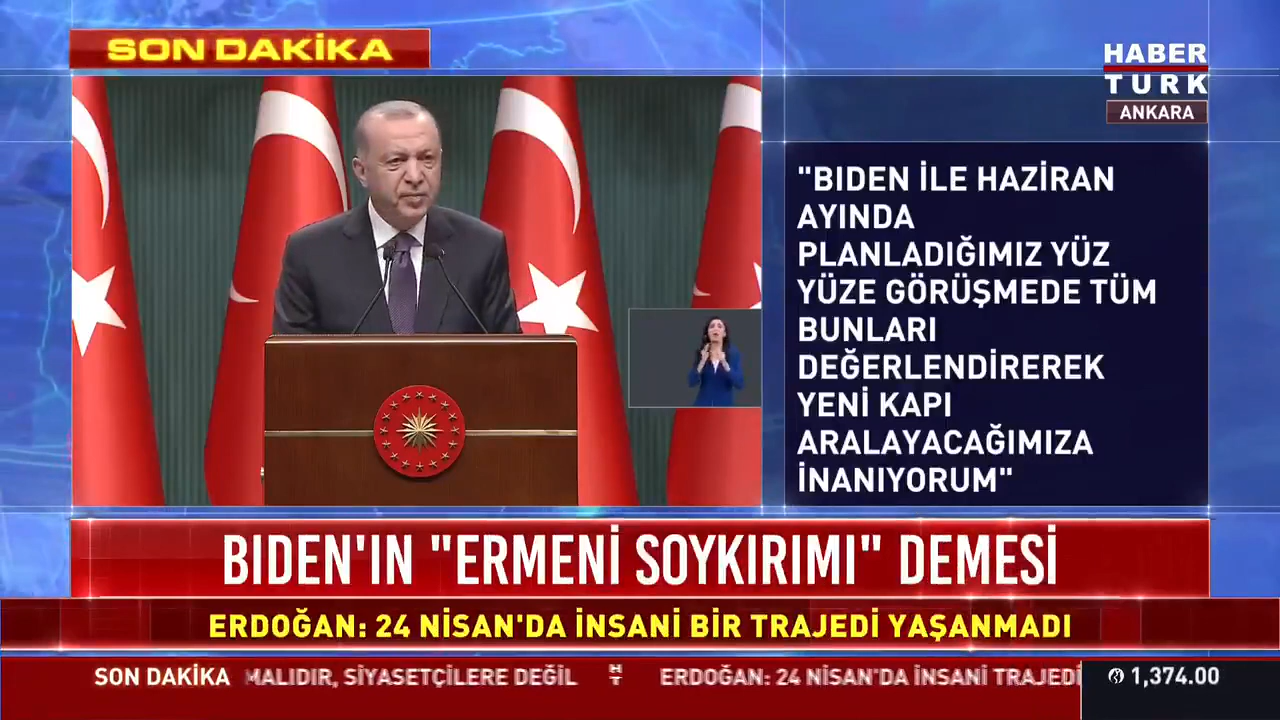 SON DAKİKA
HABER
TURK
ANKARA
"BIDEN İLE HAZİRAN
AYINDA
PLANLADIĞIMIZ YÜZ
YÜZE GÖRÜŞMEDE TÜM
BUNLARI
DEĞERLENDİREREK
YENİ KAPI
ARALAYACAĞIMIZA
İNANIYORUM"
BIDEN'IN "ERMENİ SOYKIRIMI" DEMESİ
ERDOĞAN: 24 NİSAN'DA İNSANİ BİR TRAJEDİ YAŞANMADI
SON DAKİKA MALIDIR, SİYASETÇİLERE DEĞİL HT ERDOĞAN: 24 NİSAN'DA İNSANİ TRAJEDİ 1,374.00